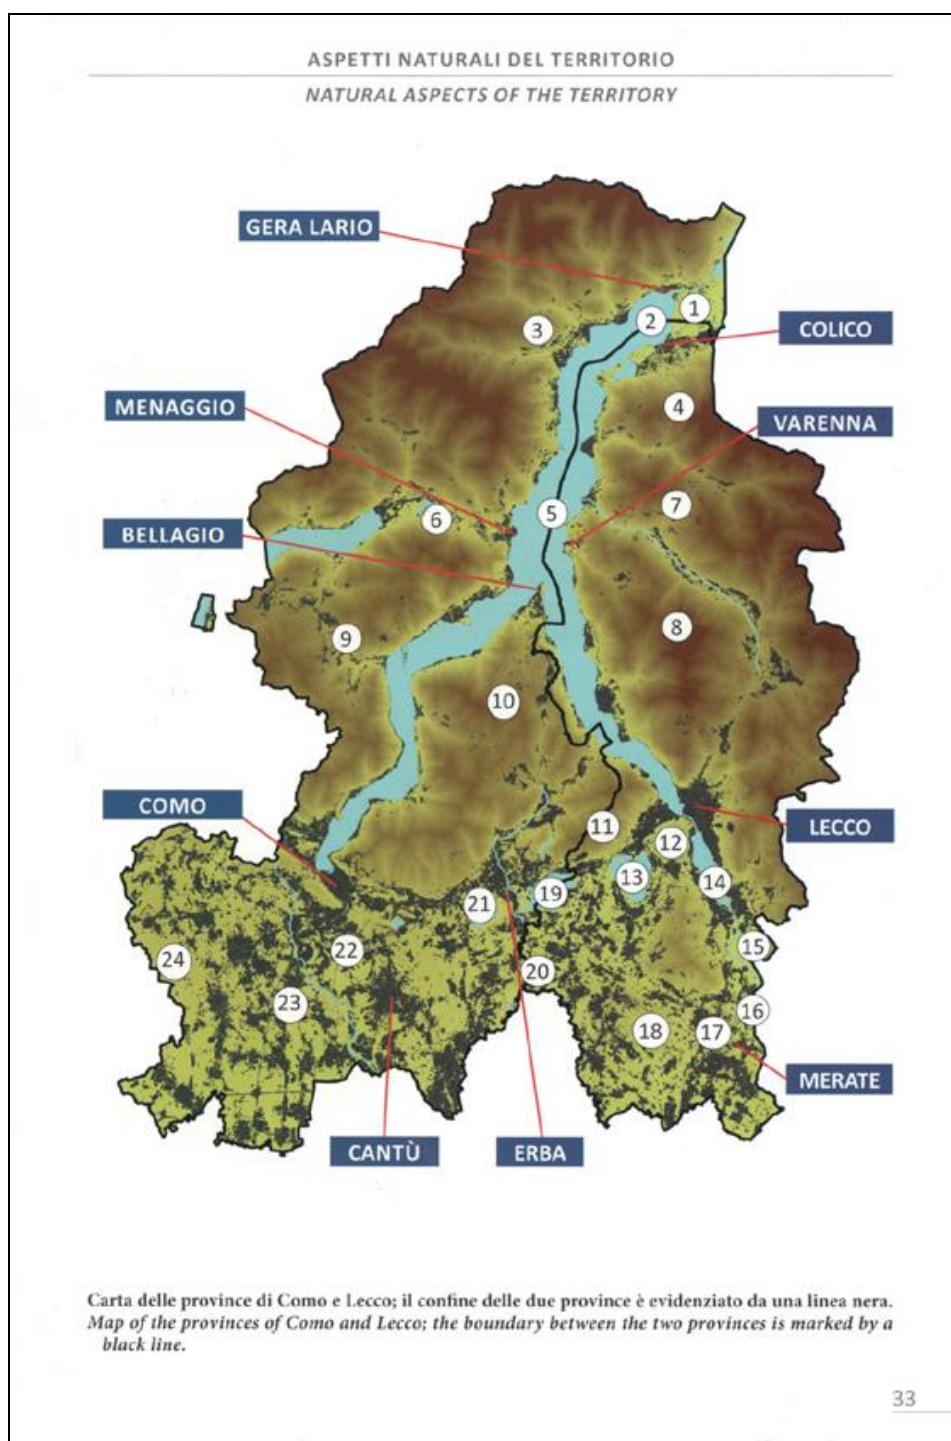 ASPETTI NATURALI DEL TERRITORIO
NATURAL ASPECTS OF THE TERRITORY
GERA LARIO
1
2
3
COLICO
MENAGGIO
4
VARENNA
7
5
6
BELLAGIO
8
9
10
COMO
11
LECCO
12
13
14
19
21
15
22
24
20
23
16
18
17
MERATE
CANTÙ
ERBA
Carta delle province di Como e Lecco; il confine delle due province è evidenziato da una linea nera.
Map of the provinces of Como and Lecco; the boundary between the two provinces is marked by a
black line.
33